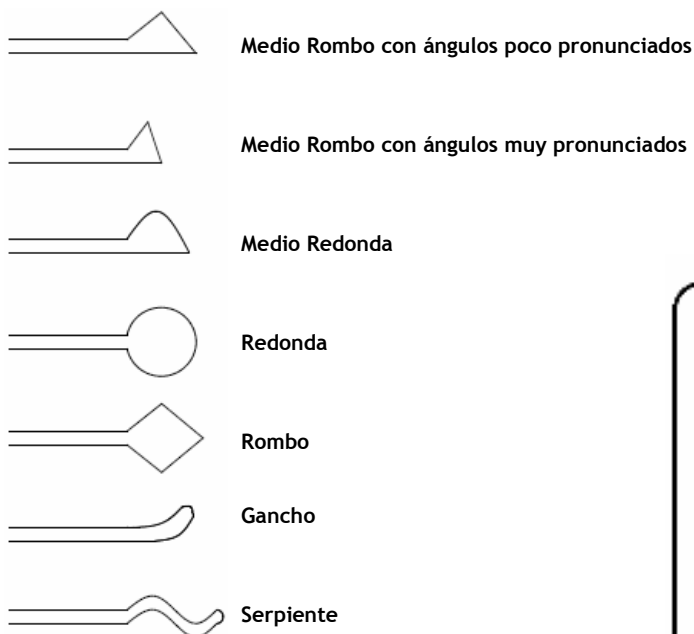 Medio Rombo con ángulos poco pronunciados
Medio Rombo con ángulos muy pronunciados
Medio Redonda
Redonda
Rombo
Gancho
Serpiente